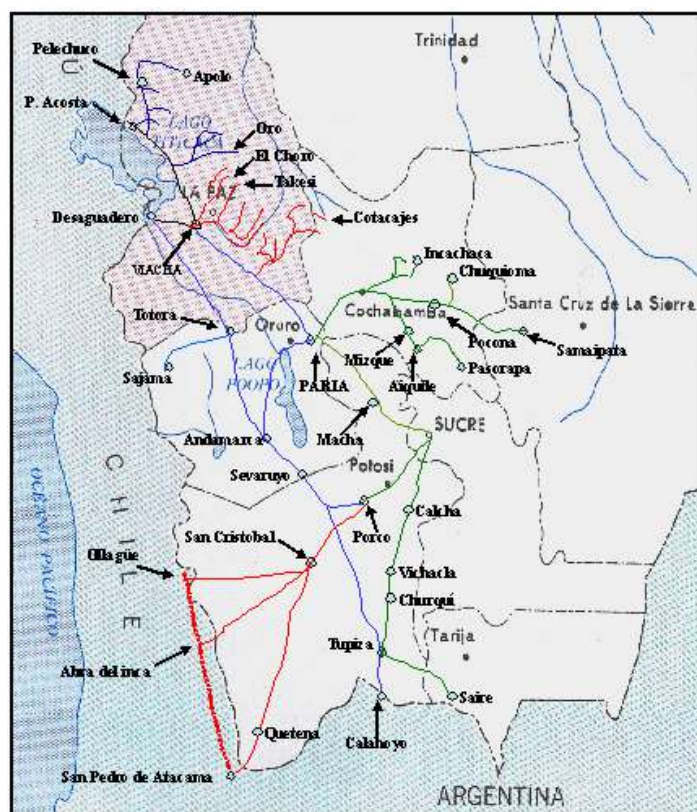 Pelechuco
Trinidad
Ú
Apolo
P. Acosta
LAGO
TITICACA
Oro
El Choro
Takesi
LA PAZ
Desaguadero
Cotacajes
VIACHA
Incachaca
Chuquioma
Totora
Oruro
Cochabamba
Santa Cruz de La Sierra
Pocona
Samaipata
Mizque
Sajama
LAGO
POOPO
PARIA
Aiquile
Pasorapa
Andamarca
Macha
SUCRE
Sevaruyo
Potosí
OCEANO PACIFICO
CHILE
Calcha
San Cristobal
Porco
Ollagüe
Vichacla
Churquí
Tupiza
Tarija
Abra del inca
Saire
Quetena
Calahoyo
San Pedro de Atacama
ARGENTINA